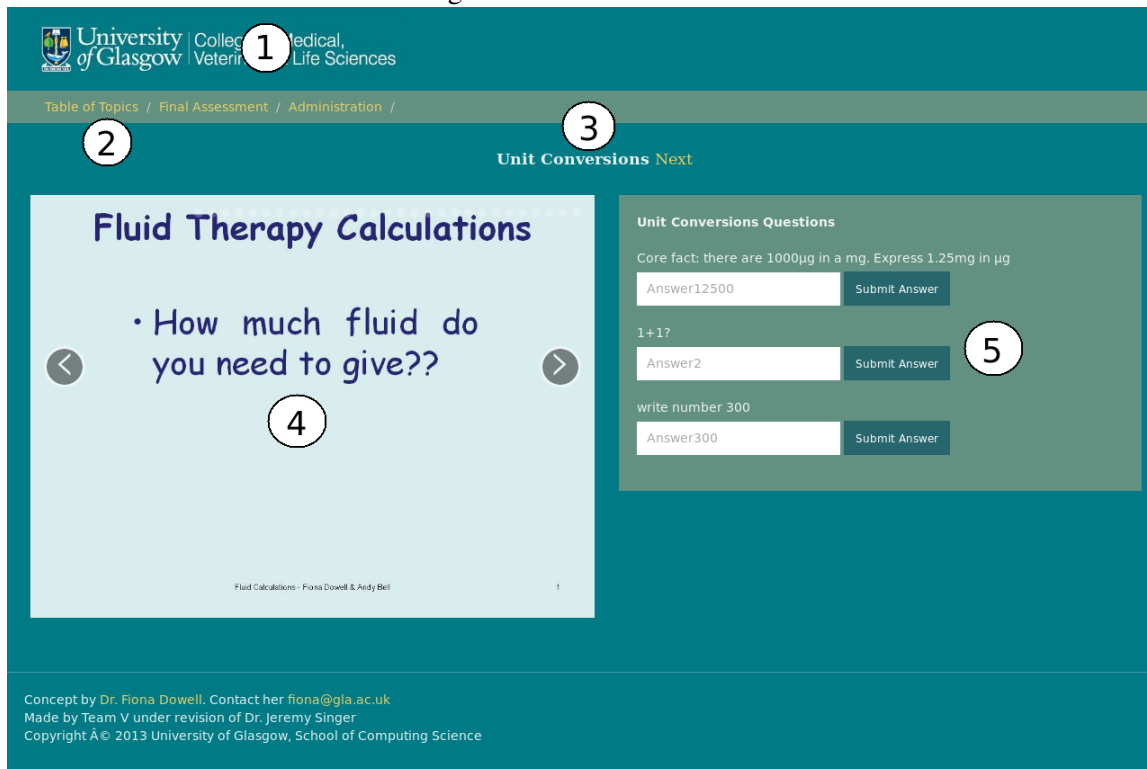 University
of Glasgow
College Medical,
Veterin Life Sciences
1
Table of Topics / Final Assessment / Administration /
2
3
Unit Conversions Next
Fluid Therapy Calculations
• How much fluid do
you need to give??
4
Fluid Calculations - Fiona Dowell & Andy Bell 1
Unit Conversions Questions
Core fact: there are 1000µg in a mg. Express 1.25mg in µg
Answer12500 Submit Answer
1+1?
Answer2 Submit Answer
5
write number 300
Answer300 Submit Answer
Concept by Dr. Fiona Dowell. Contact her fiona@gla.ac.uk
Made by Team V under revision of Dr. Jeremy Singer
Copyright Â© 2013 University of Glasgow, School of Computing Science